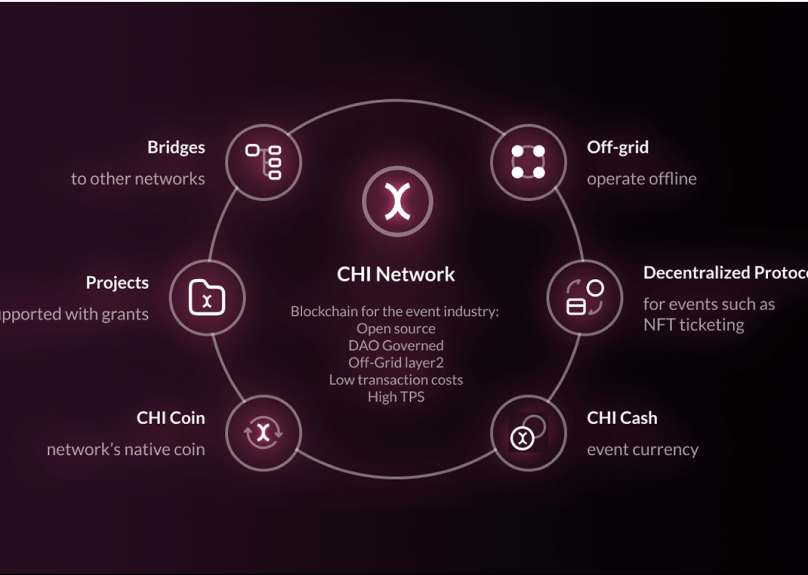 Bridges
to other networks
Off-grid
operate offline
CHI Network
Projects
supported with grants
Decentralized
for events such as
NFT ticketing
Blockchain for the event industry:
Open source
DAO Governed
Off-Grid layer2
Low transaction costs
High TPS
CHI Coin
network's native coin
CHI Cash
event currency